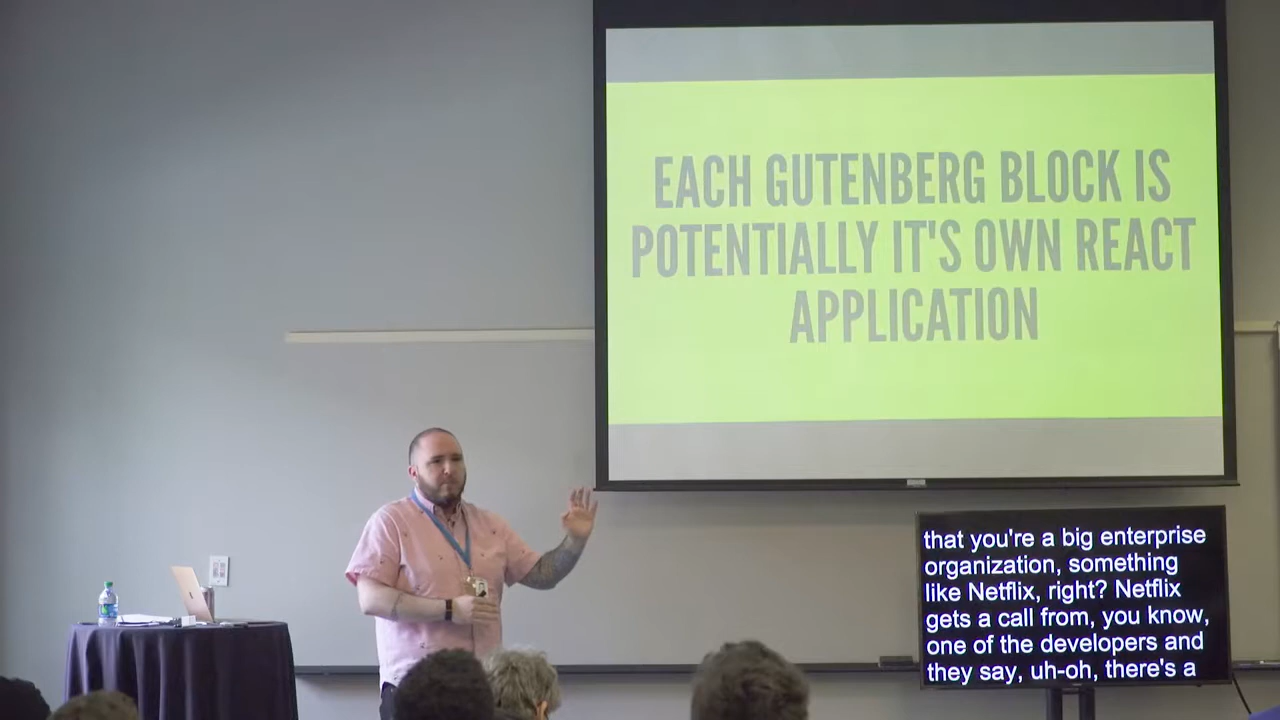 EACH GUTENBERG BLOCK IS
POTENTIALLY IT'S OWN REACT
APPLICATION
that you're a big enterprise
organization, something
like Netflix, right? Netflix
gets a call from, you know,
one of the developers and
they say, uh-oh, there's a